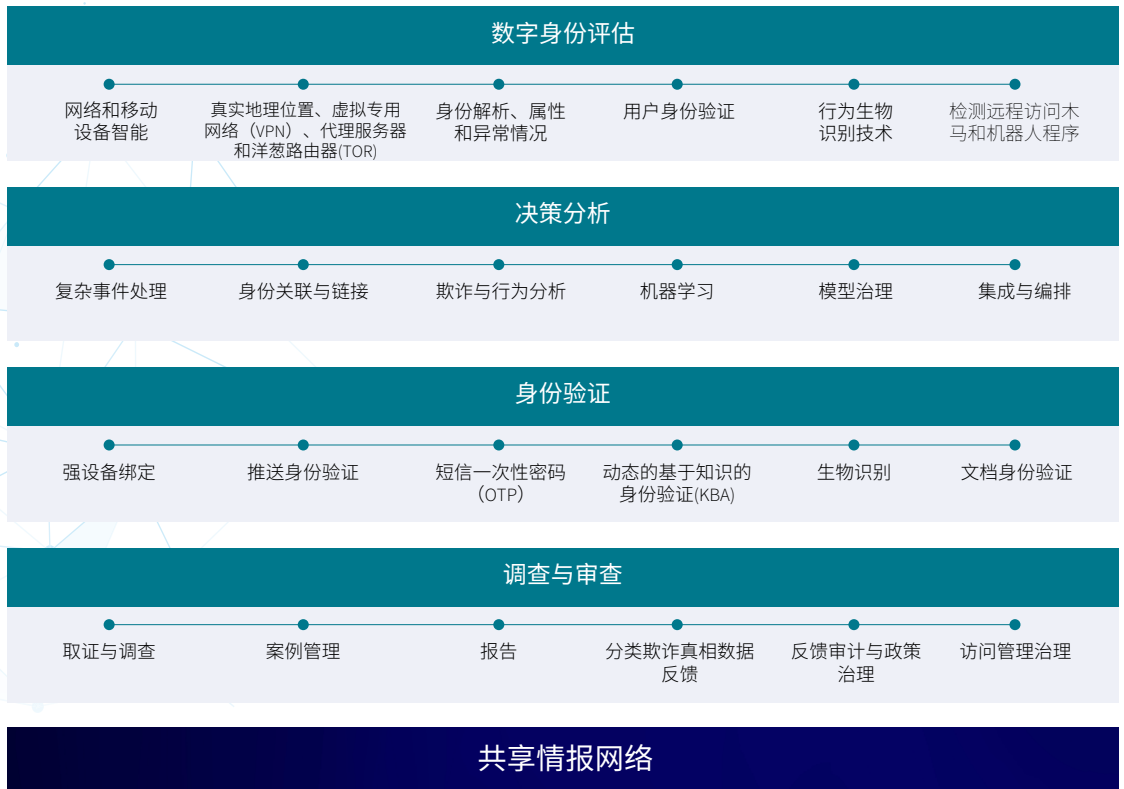 数字身份评估
网络和移动
设备智能
真实地理位置、虚拟专用
网络（VPN）、代理服务器
和洋葱路由器(TOR)
身份解析、属性
和异常情况
用户身份验证
行为生物
识别技术
检测远程访问木
马和机器人程序
决策分析
复杂事件处理
身份关联与链接
欺诈与行为分析
机器学习
模型治理
集成与编排
身份验证
强设备绑定
推送身份验证
短信一次性密码
（OTP）
动态的基于知识的
身份验证(KBA)
生物识别
文档身份验证
调查与审查
取证与调查
案例管理
报告
分类欺诈真相数据
反馈
反馈审计与政策
治理
访问管理治理
共享情报网络